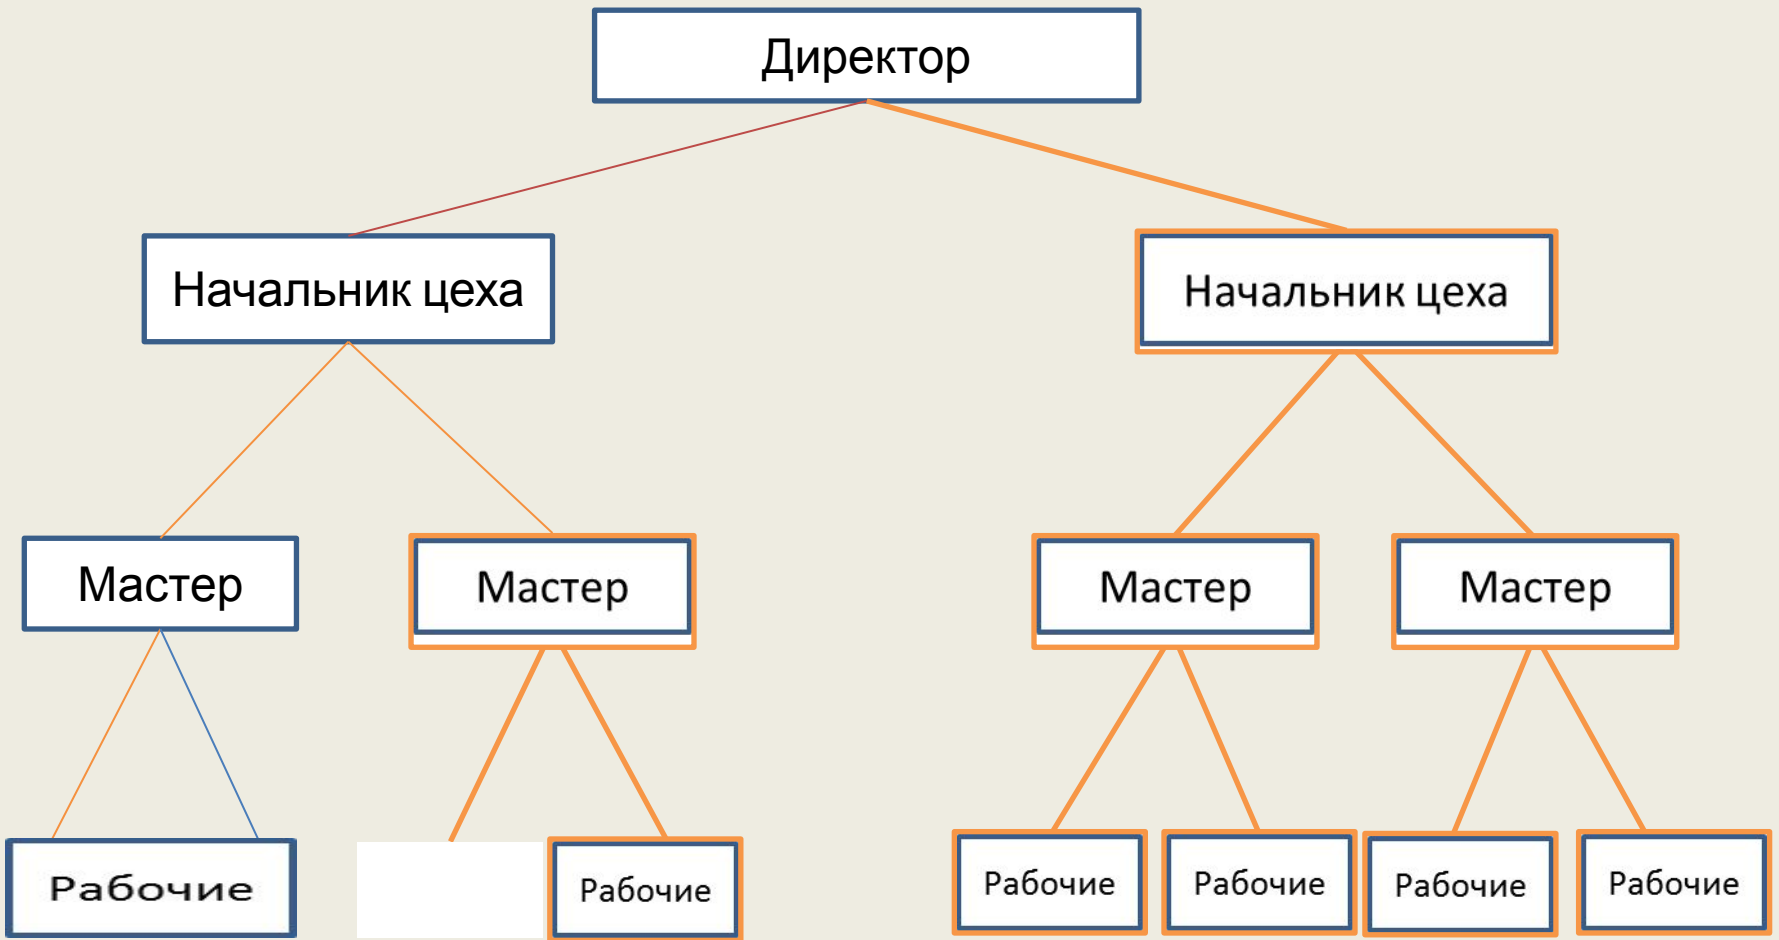 Директор
Начальник цеха
Начальник цеха
Мастер
Мастер
Мастер
Мастер
Рабочие
Рабочие
Рабочие
Рабочие
Рабочие
Рабочие